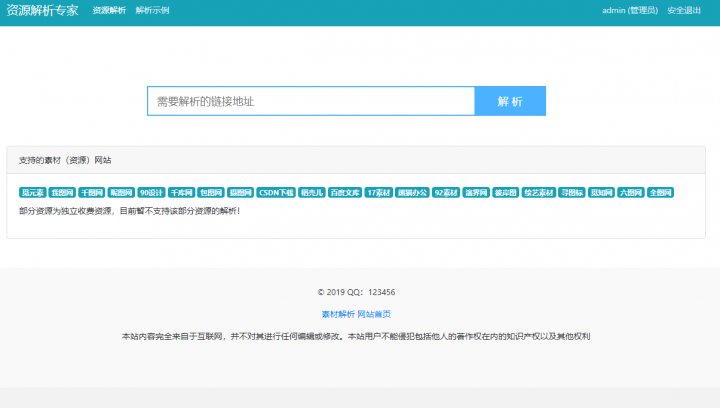 资源解析专家 资源解析 解析示例 admin (管理员) 安全退出
需要解析的链接地址 解 析
支持的素材（资源）网站
觅元素 我图网 千图网 昵图网 90设计 千库网 包图网 摄图网 CSDN下载 稻壳儿 百度文库 17素材 办公 92素材 演界网 彼岸图 绘艺素材 寻图标 觅知网 六图网 全图网
部分资源为独立收费资源，目前暂不支持该部分资源的解析！
© 2019 QQ：123456
素材解析 网站首页
本站内容完全来自于互联网，并不对其进行任何编辑或修改。本站用户不能侵犯包括他人的著作权在内的知识产权以及其他权利